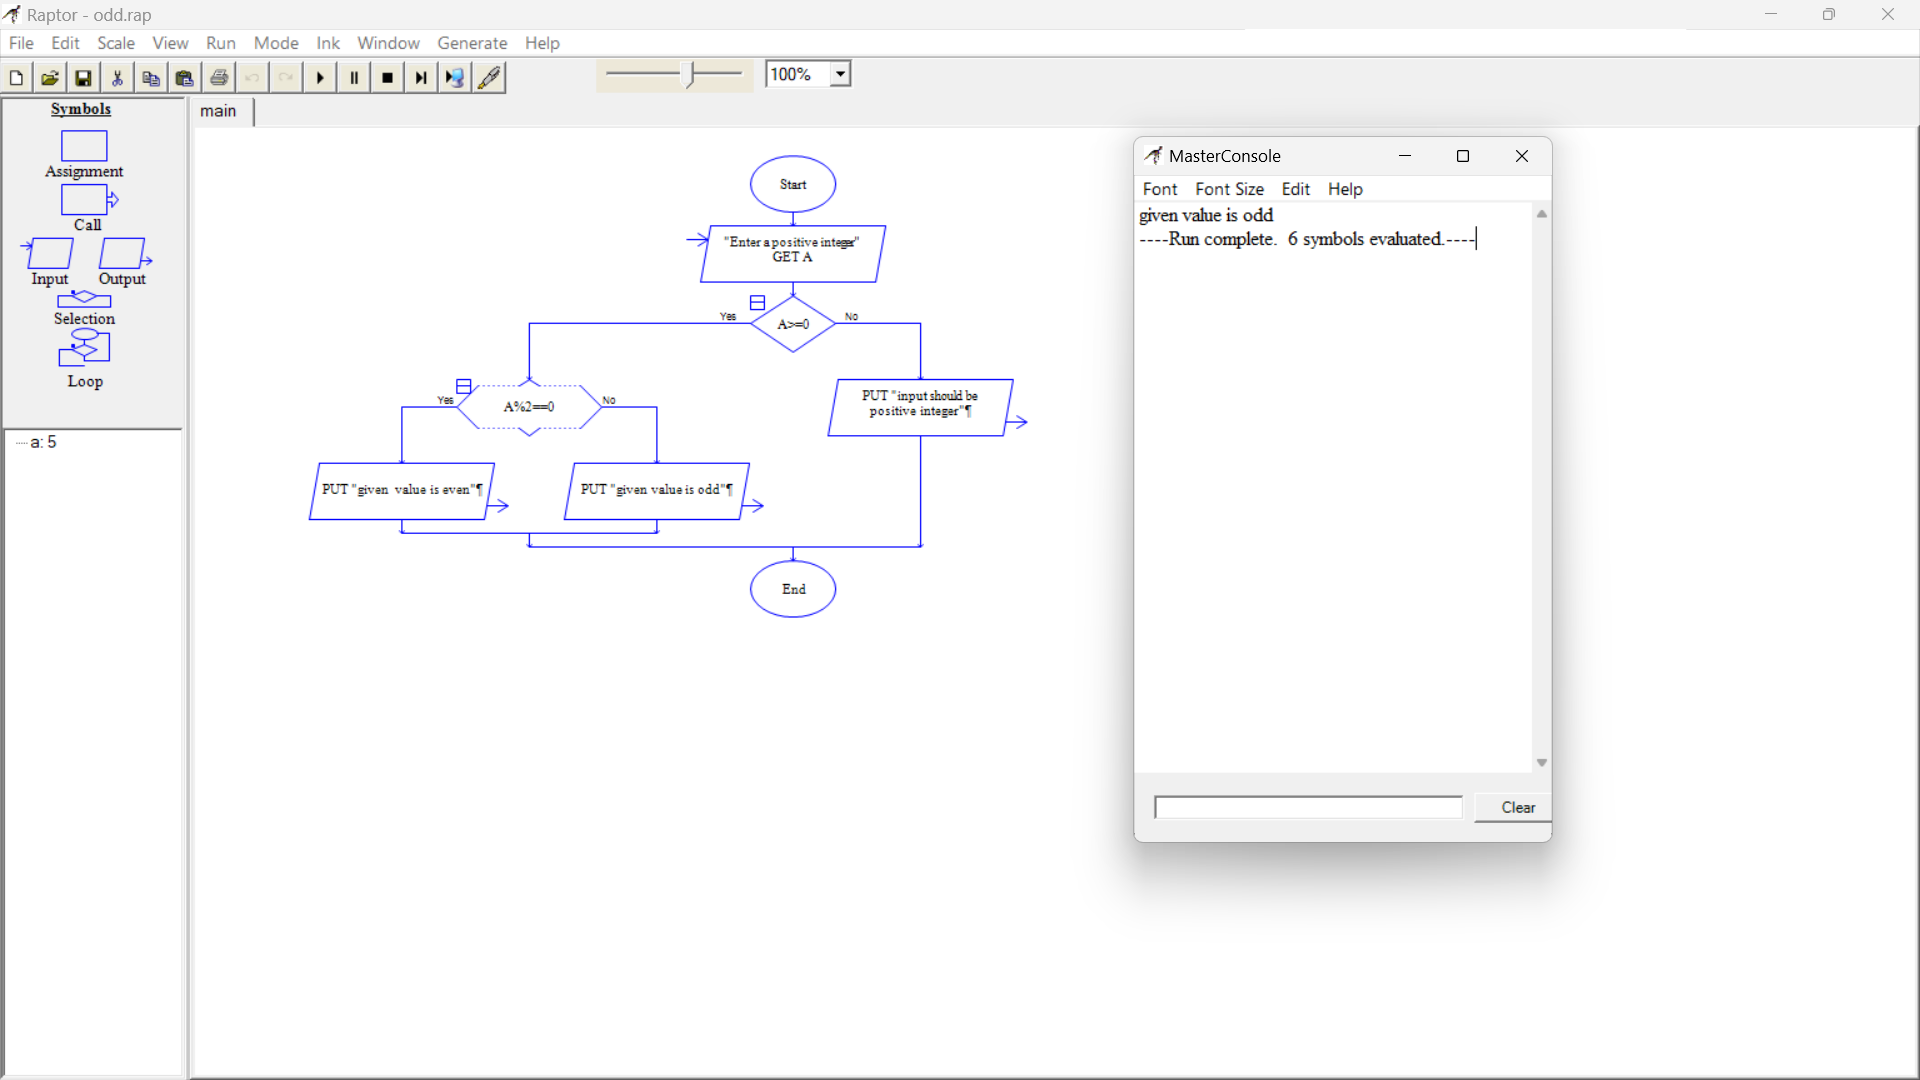 Raptor - odd.rap
File Edit Scale View Run Mode Ink Window Generate Help
100%
Symbols
Assignment
Call
Input Output
Selection
Loop
a: 5
main
Start
"Enter a positive integer"
GET A
Yes No
A>=0
Yes No
A%2==0
PUT "input should be
positive integer"¶
PUT "given value is even"¶
PUT "given value is odd"¶
End
MasterConsole
Font Font Size Edit Help
given value is odd
----Run complete. 6 symbols evaluated.----
Clear